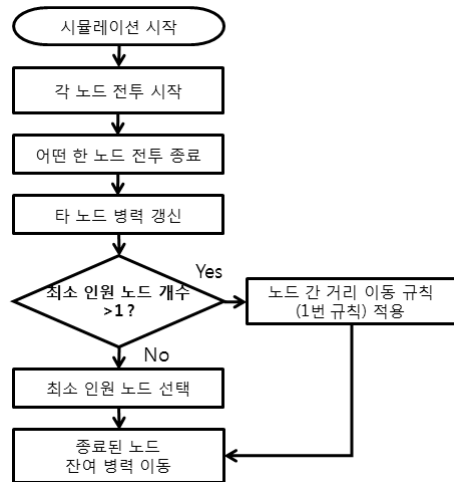 시뮬레이션 시작
각 노드 전투 시작
어떤 한 노드 전투 종료
타 노드 병력 갱신
최소 인원 노드 개수
>1?
Yes
노드 간 거리 이동 규칙
(1번 규칙) 적용
No
최소 인원 노드 선택
종료된 노드
잔여 병력 이동